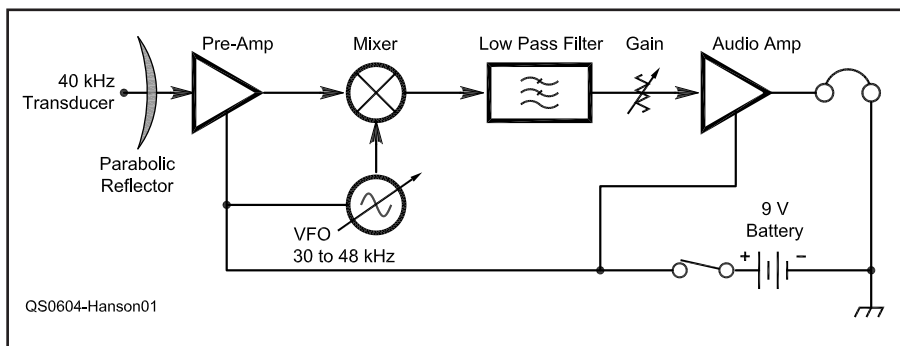 Pre-Amp
Mixer
Low Pass Filter
Gain
Audio Amp
40 kHz
Transducer
Parabolic
Reflector
VFO
30 to 48 kHz
9 V
Battery
+
–
QS0604-Hanson01